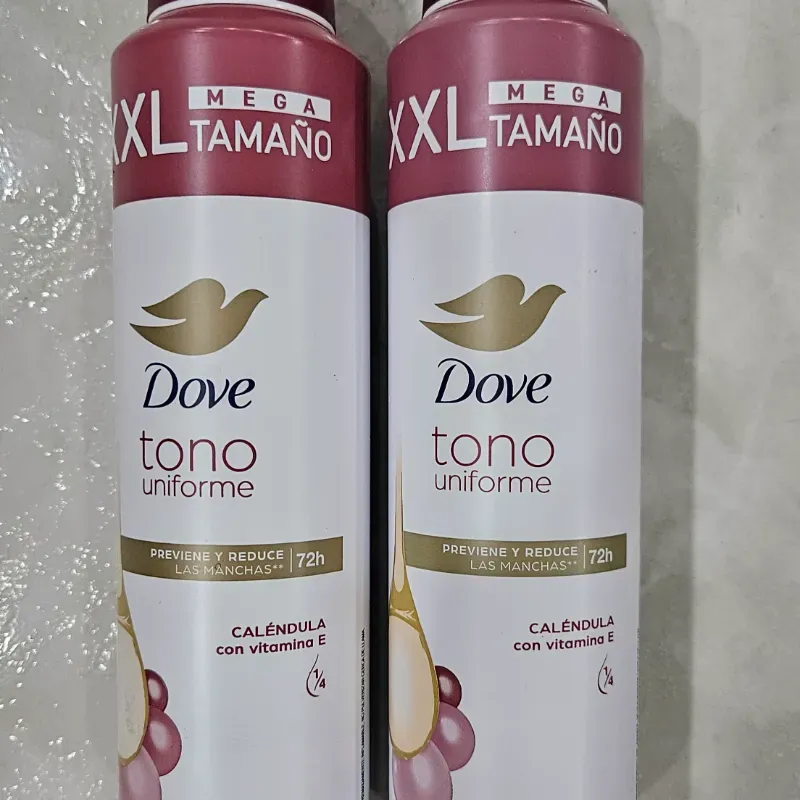 XXL MEGA
TAMAÑO
Dove
tono
uniforme
PREVIENE Y REDUCE
LAS MANCHAS** 72h
CALÉNDULA
con vitamina E
1/4
XXL MEGA
TAMAÑO
Dove
tono
uniforme
PREVIENE Y REDUCE
LAS MANCHAS** 72h
CALÉNDULA
con vitamina E
1/4